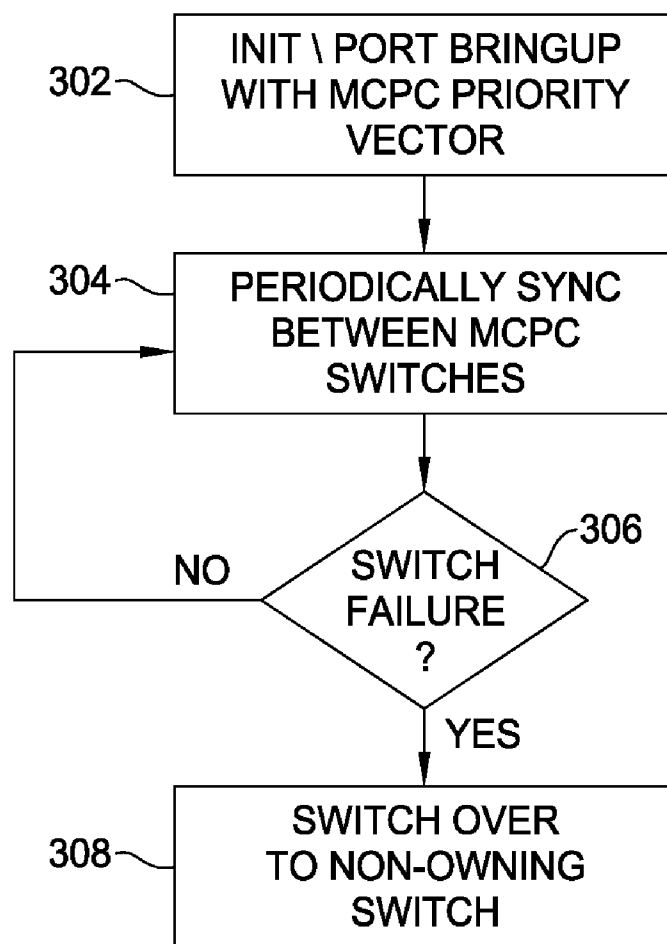 302
INIT \ PORT BRINGUP
WITH MCPC PRIORITY
VECTOR
304
PERIODICALLY SYNC
BETWEEN MCPC
SWITCHES
306
SWITCH
FAILURE
?
NO
YES
308
SWITCH OVER
TO NON-OWNING
SWITCH